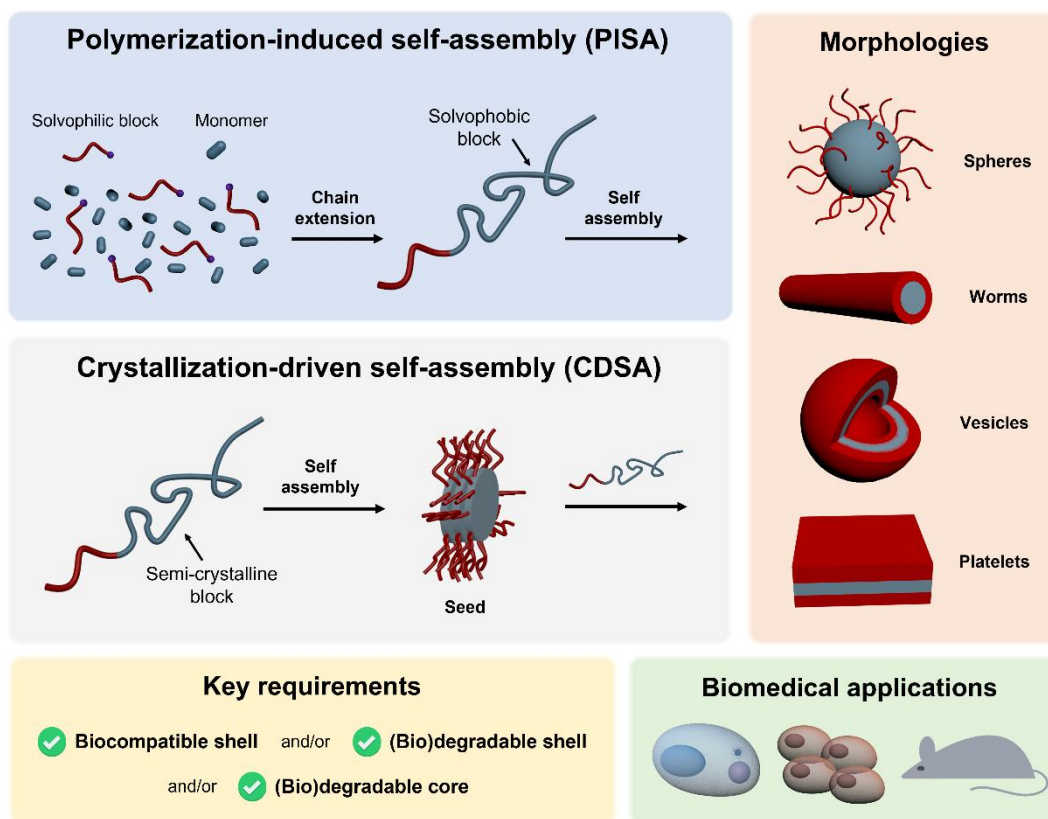 Polymerization-induced self-assembly (PISA)
Solvophilic block
Monomer
Chain
extension
Solvophobic
block
Self
assembly
Crystallization-driven self-assembly (CDSA)
Self
assembly
Semi-crystalline
block
Seed
Morphologies
Spheres
Worms
Vesicles
Platelets
Key requirements
Biocompatible shell and/or (Bio)degradable shell
and/or (Bio)degradable core
Biomedical applications